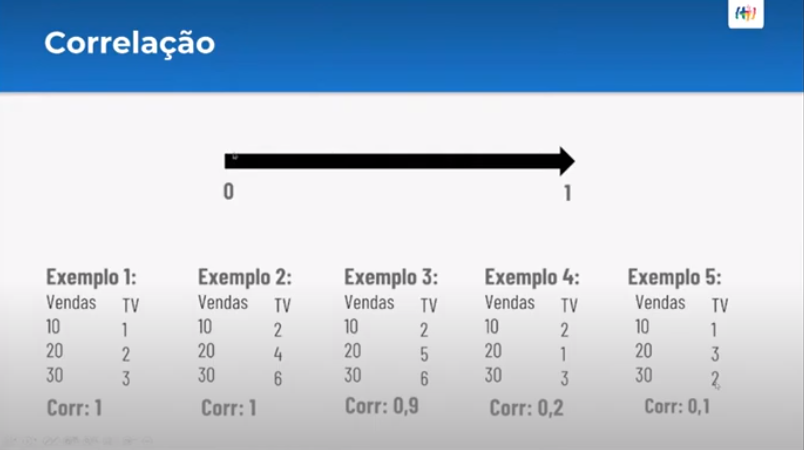 Correlação
0 1
Exemplo 1: Exemplo 2: Exemplo 3: Exemplo 4: Exemplo 5:
Vendas TV Vendas TV Vendas TV Vendas TV Vendas TV
10 1 10 2 10 2 10 2 10 1
20 2 20 4 20 5 20 1 20 3
30 3 30 6 30 6 30 3 30 2
Corr: 1 Corr: 1 Corr: 0,9 Corr: 0,2 Corr: 0,1